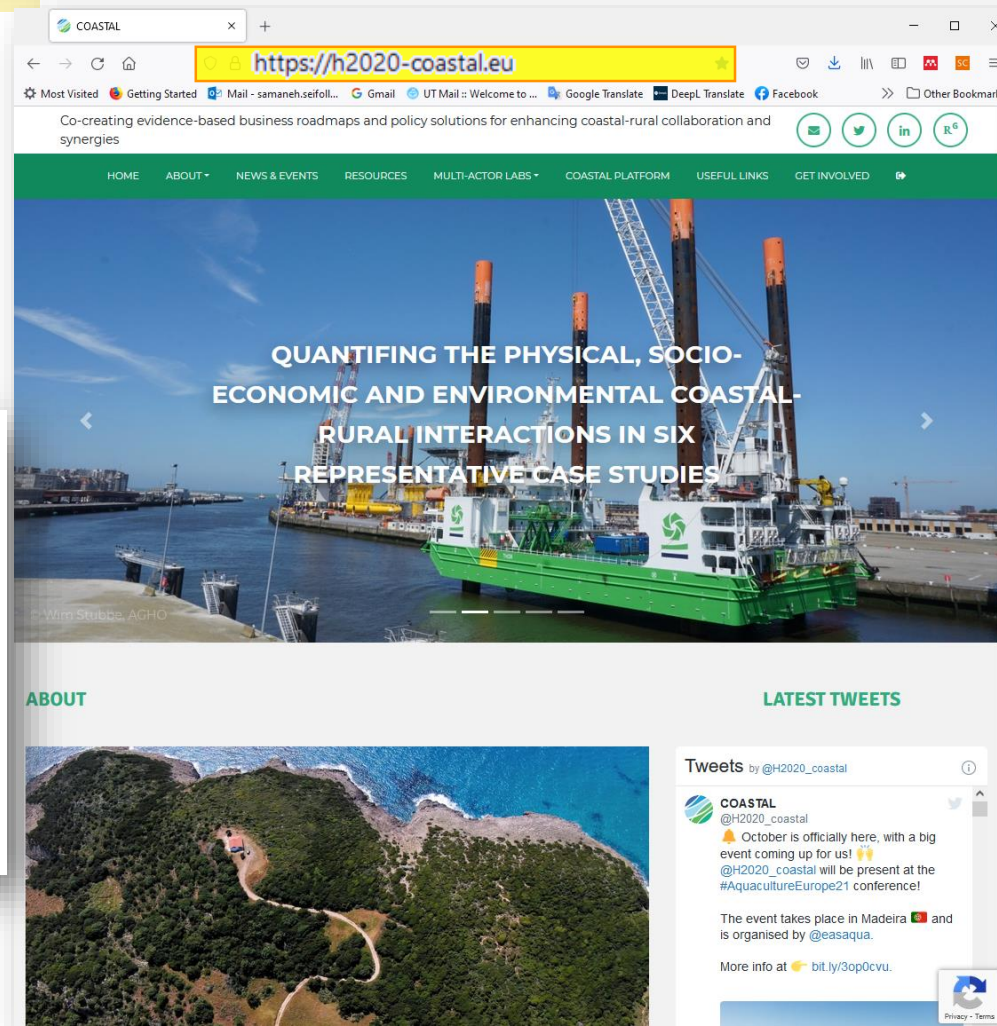 COASTAL
https://h2020-coastal.eu
Most Visited Getting Started Mail - samaneh.seifoll... Gmail UT Mail :: Welcome to ... Google Translate DeepL Translate Facebook Other Bookmark
Co-creating evidence-based business roadmaps and policy solutions for enhancing coastal-rural collaboration and
synergies
in R⁶
HOME ABOUT NEWS & EVENTS RESOURCES MULTI-ACTOR LABS COASTAL PLATFORM USEFUL LINKS GET INVOLVED
QUANTIFING THE PHYSICAL, SOCIO-
ECONOMIC AND ENVIRONMENTAL COASTAL-
RURAL INTERACTIONS IN SIX
REPRESENTATIVE CASE STUDIES
© Wim Stubbe, AGHO
ABOUT
LATEST TWEETS
Tweets by @H2020_coastal
COASTAL
@H2020_coastal
🔔 October is officially here, with a big
event coming up for us! 🙌
@H2020_coastal will be present at the
#AquacultureEurope21 conference!
The event takes place in Madeira 🇵🇹 and
is organised by @easaqua.
More info at 👉 bit.ly/3op0cvu.
Privacy - Terms